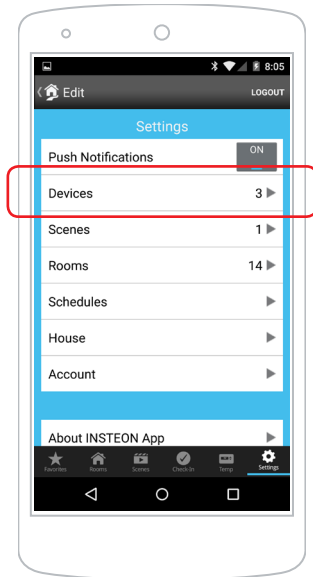 8:05
Edit LOGOUT
Settings
Push Notifications ON
Devices 3
Scenes 1
Rooms 14
Schedules
House
Account
About INSTEON App
Favorites Rooms Scenes Check-In Temp Settings